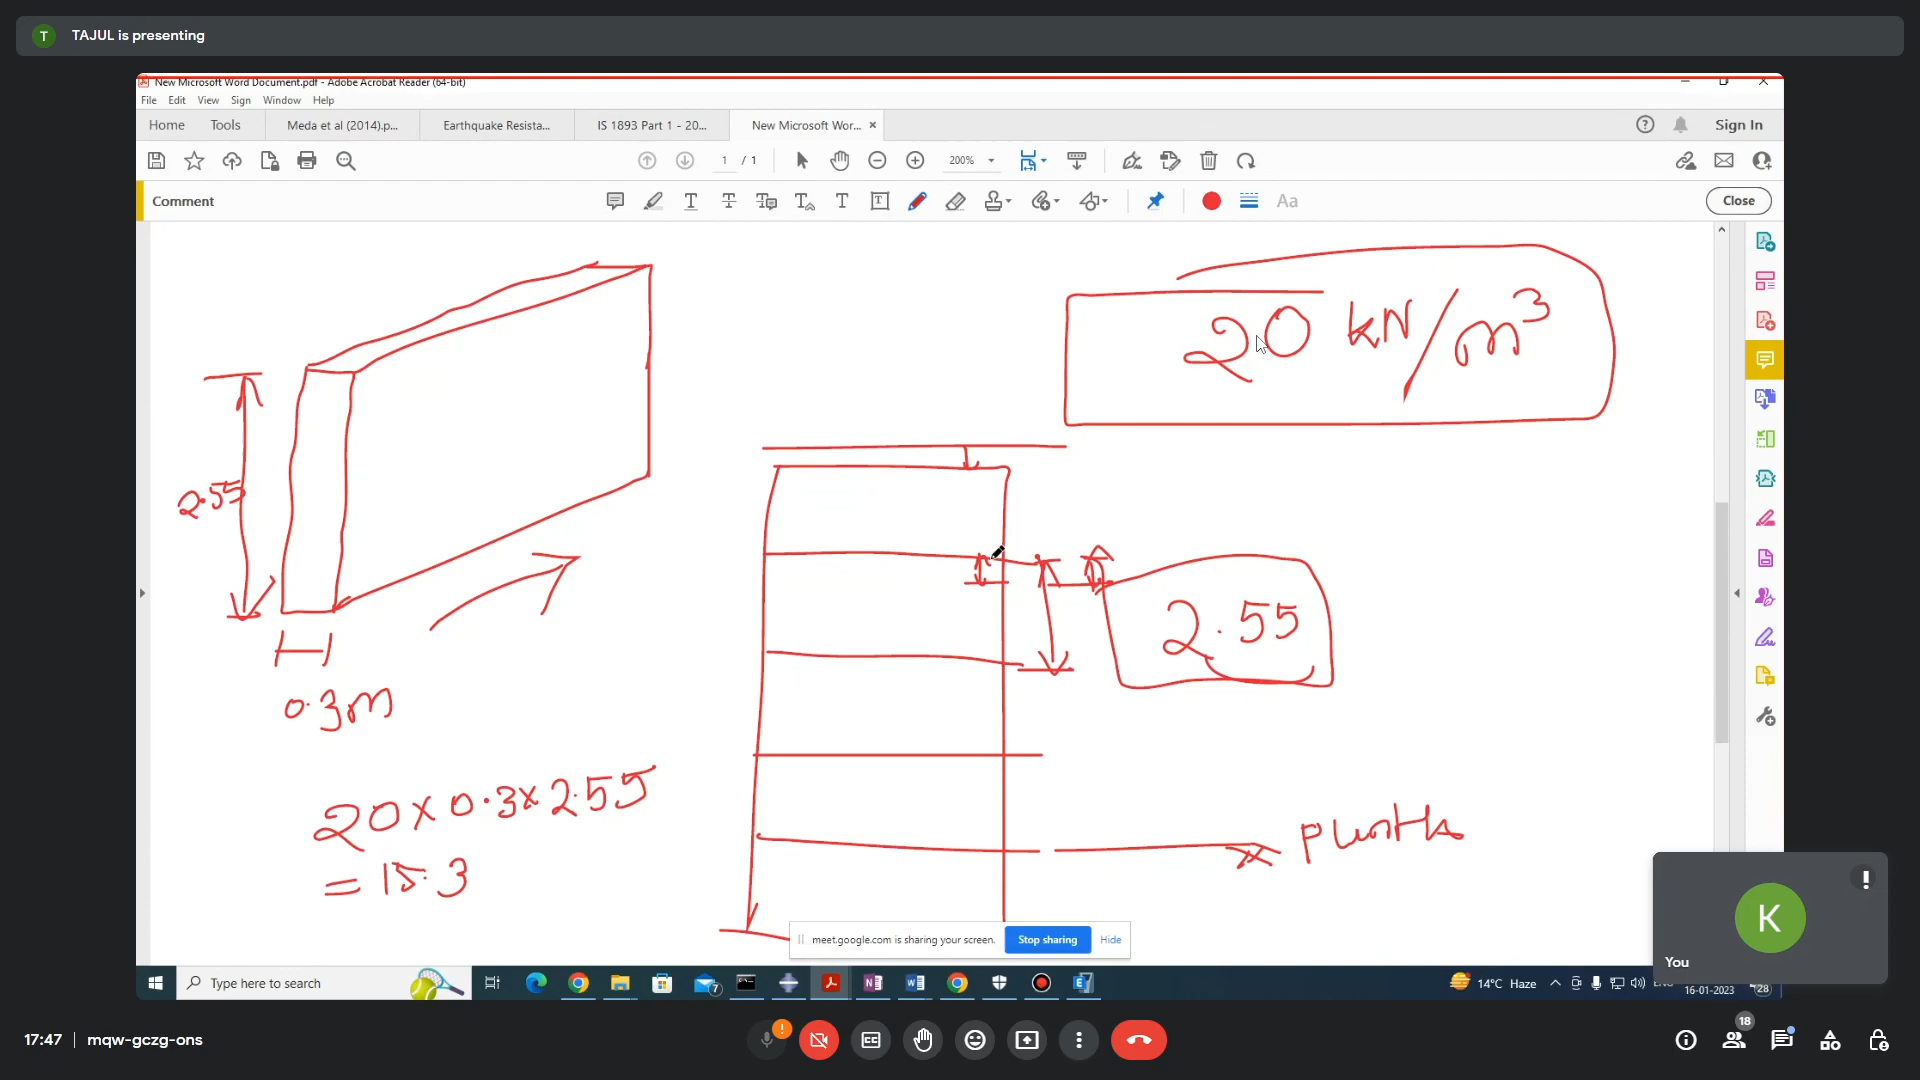 T TAJUL is presenting
New Microsoft Word Document.pdf - Adobe Acrobat Reader (64-bit)
File Edit View Sign Window Help
Home Tools Meda et al (2014).p... Earthquake Resista... IS 1893 Part 1 - 20... New Microsoft Wor... Sign In
1 / 1 200%
Comment Aa Close
20 kN/m³
2.55
2.55
0.3m
20 × 0.3 × 2.55
= 15.3
Plinth
meet.google.com is sharing your screen. Stop sharing Hide
K
You
Type here to search
7
14°C Haze
16-01-2023
28
17:47 mqw-gczg-ons
18